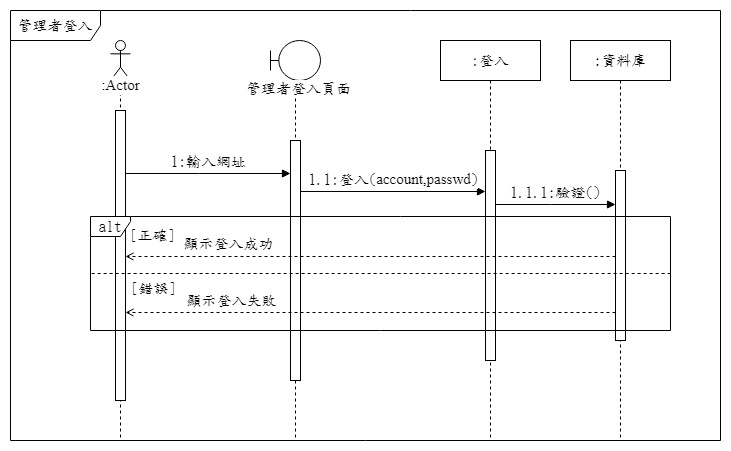 管理者登入
:Actor
管理者登入頁面
:登入
:資料庫
1:輸入網址
1.1:登入(account,passwd)
1.1.1:驗證()
alt
[正確]
顯示登入成功
[錯誤]
顯示登入失敗